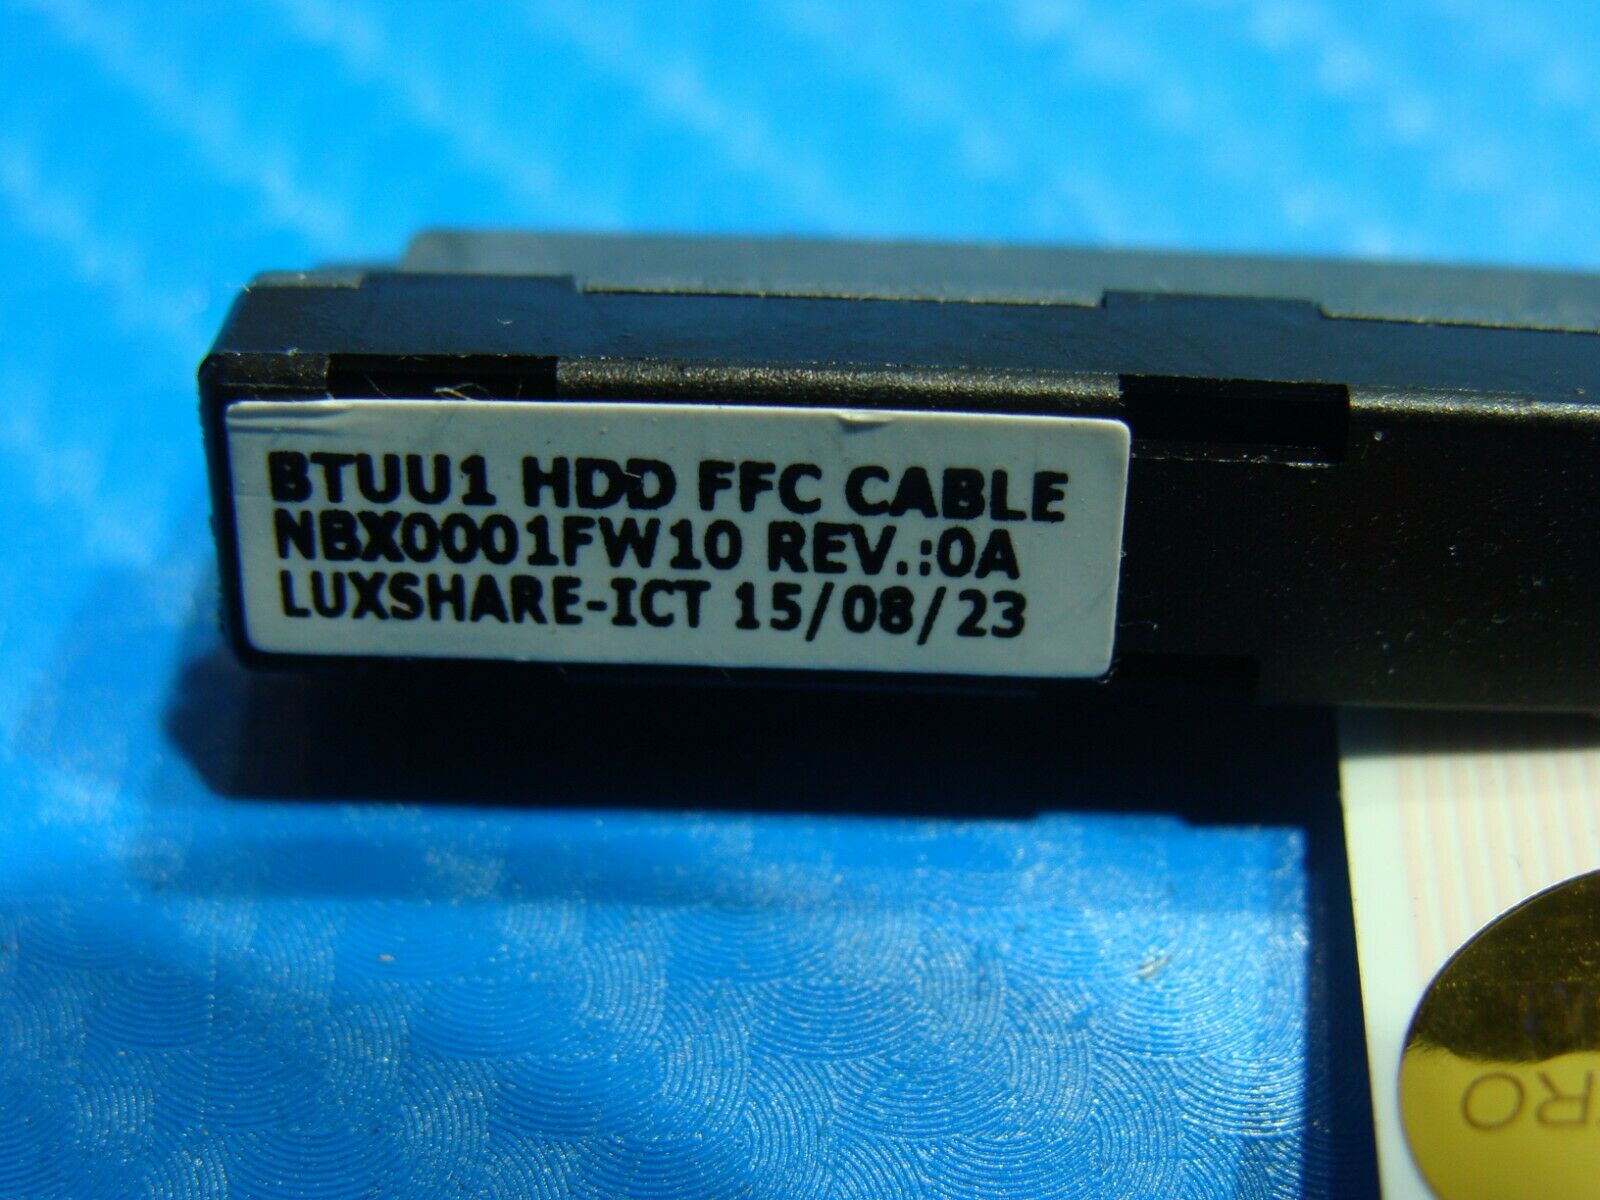 BTUU1 HDD FFC CABLE
NBX0001FW10 REV.:0A
LUXSHARE-ICT 15/08/23